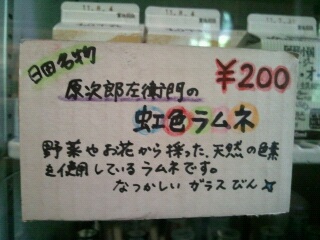 日田名物
¥200
原次郎左衛門の
虹色ラムネ
野菜やお花から採った、天然の色素
を使用しているラムネです。
なつかしい ガラスびん